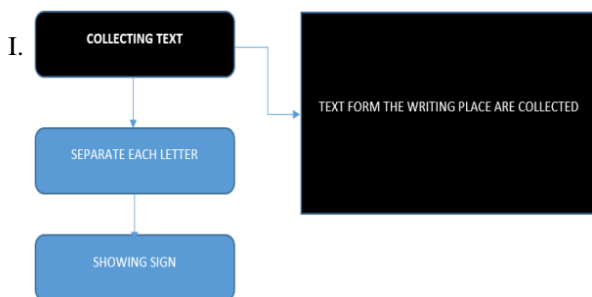 I.
COLLECTING TEXT
TEXT FORM THE WRITING PLACE ARE COLLECTED
SEPARATE EACH LETTER
SHOWING SIGN